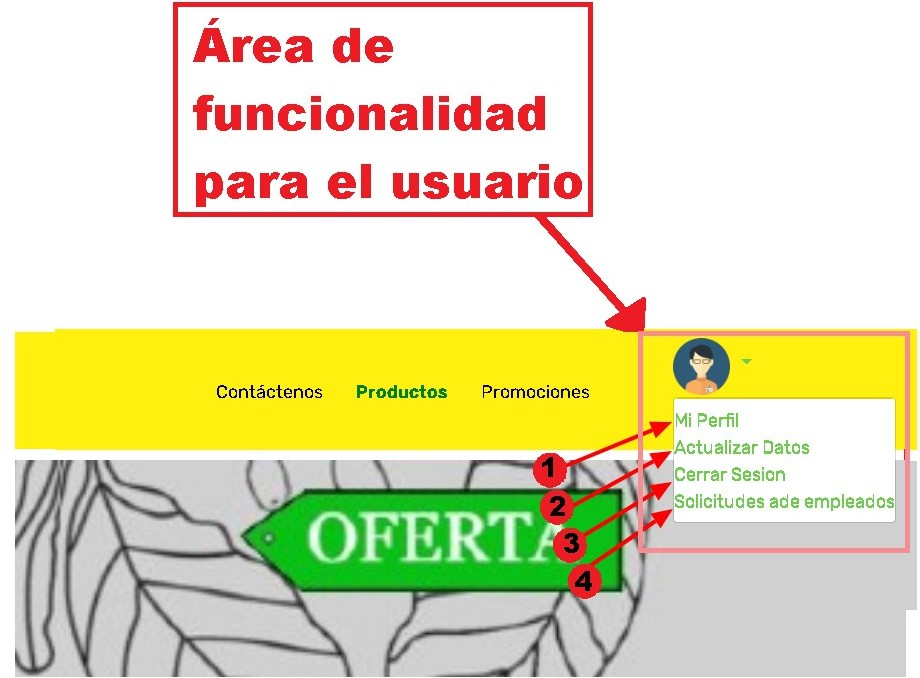 Área de
funcionalidad
para el usuario
Contáctenos Productos Promociones
Mi Perfil
Actualizar Datos
Cerrar Sesion
Solicitudes ade empleados
1
2
3
4
OFERTA